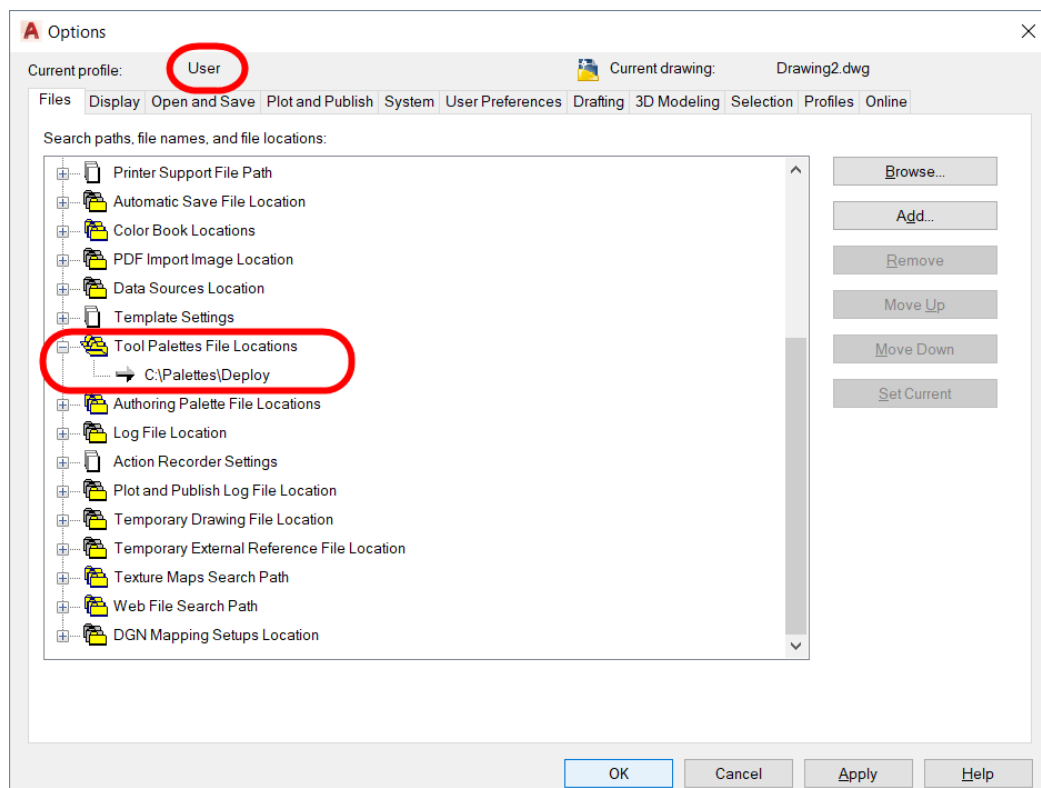 A Options
Current profile: User Current drawing: Drawing2.dwg
Files Display Open and Save Plot and Publish System User Preferences Drafting 3D Modeling Selection Profiles Online
Search paths, file names, and file locations:
Printer Support File Path
Automatic Save File Location
Color Book Locations
PDF Import Image Location
Data Sources Location
Template Settings
Tool Palettes File Locations
C:\Palettes\Deploy
Authoring Palette File Locations
Log File Location
Action Recorder Settings
Plot and Publish Log File Location
Temporary Drawing File Location
Temporary External Reference File Location
Texture Maps Search Path
Web File Search Path
DGN Mapping Setups Location
Browse...
Add...
Remove
Move Up
Move Down
Set Current
OK Cancel Apply Help